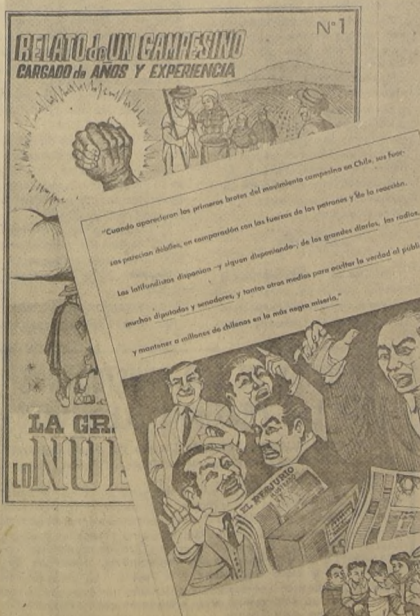 Nº1
RELATO de UN CAMPESINO
CARGADO de AÑOS Y EXPERIENCIA
"Cuando aparecieron los primeros brotes del movimiento campesino en Chile, sus fuer-
zas parecían débiles, en comparación con las fuerzas de los patrones y de la reacción.
Los latifundistas disponían -y siguen disponiendo-, de los grandes diarios, las radios
muchos diputados y senadores, y tantos otros medios para ocultar la verdad al públi
y mantener a millones de chilenos en la más negra miseria."
LA GR
LO NUE
EL